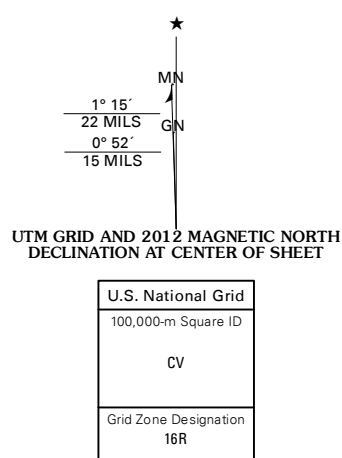 ★
MN
1° 15´
22 MILS
GN
0° 52´
15 MILS
UTM GRID AND 2012 MAGNETIC NORTH
DECLINATION AT CENTER OF SHEET
U.S. National Grid
100,000-m Square ID
CV
Grid Zone Designation
16R